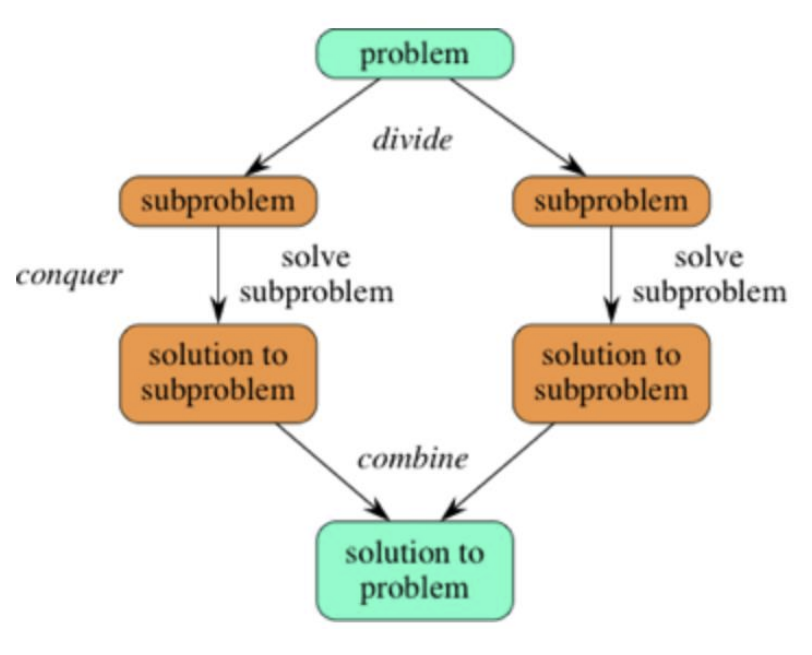 problem
divide
subproblem
subproblem
conquer
solve
subproblem
solve
subproblem
solution to
subproblem
solution to
subproblem
combine
solution to
problem